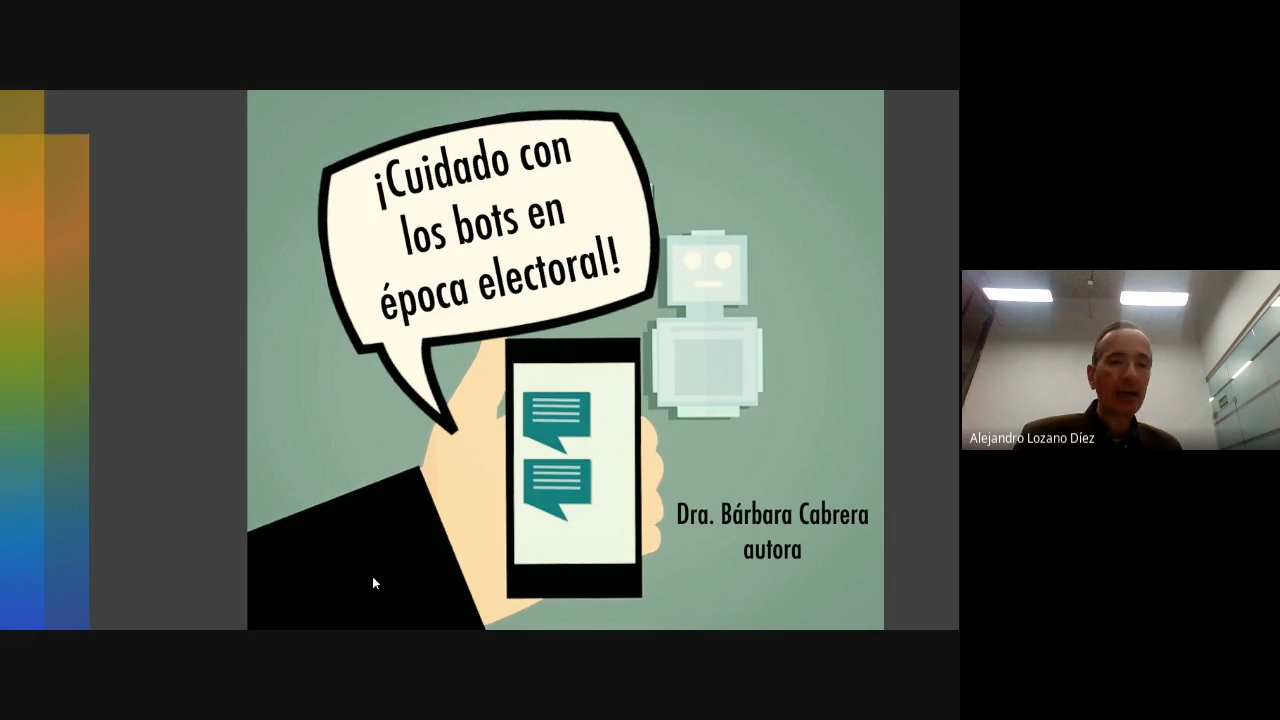 ¡Cuidado con
los bots en
época electoral!
Dra. Bárbara Cabrera
autora
Alejandro Lozano Díez